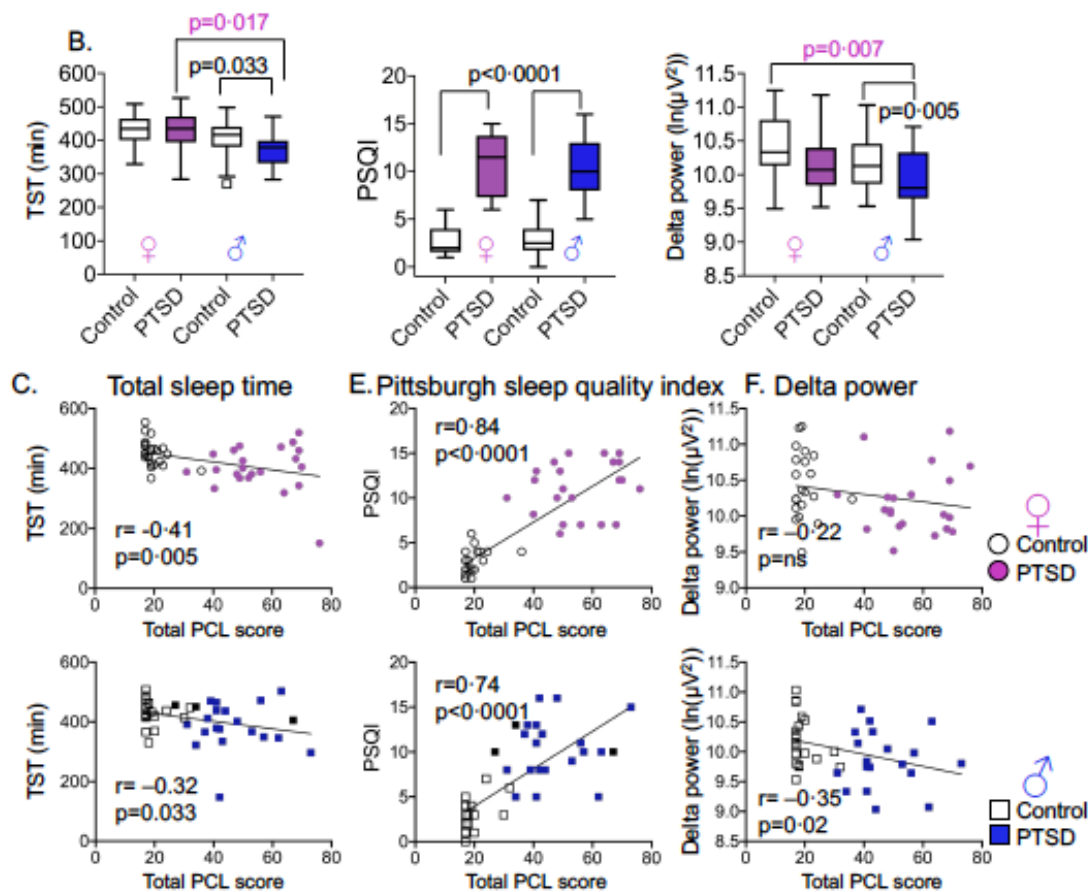 B.
p=0·017
p=0.033
600
500
400
300
200
100
0
TST (min)
♀
♂
Control
PTSD
Control
PTSD
p<0·0001
20
15
10
5
0
PSQI
♀
♂
Control
PTSD
Control
PTSD
p=0·007
p=0·005
11.5
11.0
10.5
10.0
9.5
9.0
8.5
Delta power (ln(µV²))
♀
♂
Control
PTSD
Control
PTSD
C. Total sleep time
600
400
200
0
TST (min)
r= -0·41
p=0·005
0 20 40 60 80
Total PCL score
E. Pittsburgh sleep quality index
20
15
10
5
0
PSQI
r=0·84
p<0·0001
0 20 40 60 80
Total PCL score
F. Delta power
11.5
11.0
10.5
10.0
9.5
9.0
Delta power (ln(µV²))
r= –0·22
p=ns
0 20 40 60 80
Total PCL score
♀
Control
PTSD
600
400
200
0
TST (min)
r= –0·32
p=0·033
0 20 40 60 80
Total PCL score
20
15
10
5
0
PSQI
r=0·74
p<0·0001
0 20 40 60 80
Total PCL score
11.5
11.0
10.5
10.0
9.5
9.0
8.5
Delta power (ln(µV²))
r= –0·35
p=0·02
0 20 40 60 80
Total PCL score
♂
Control
PTSD